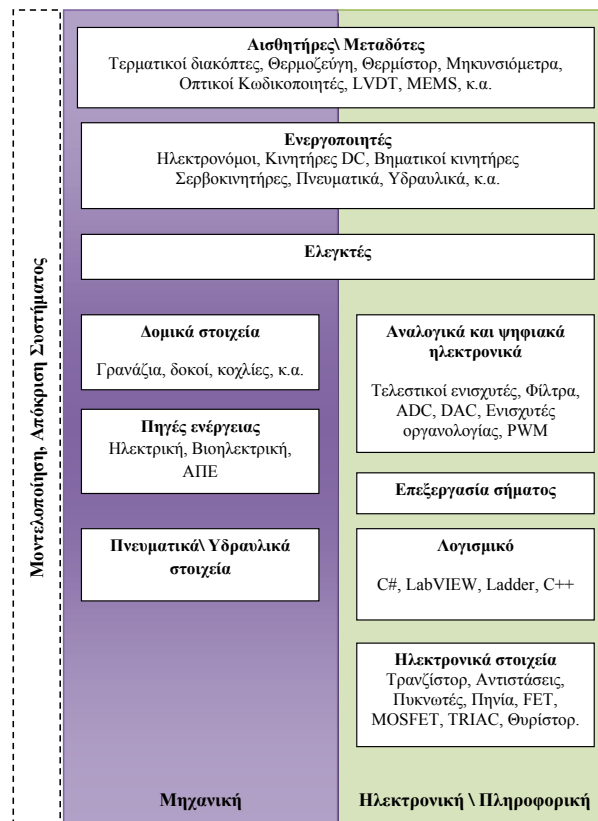 Μοντελοποίηση, Απόκριση Συστήματος
Αισθητήρες\ Μεταδότες
Τερματικοί διακόπτες, Θερμοζεύγη, Θερμίστορ, Μηκυνσιόμετρα,
Οπτικοί Κωδικοποιητές, LVDT, MEMS, κ.α.
Ενεργοποιητές
Ηλεκτρονόμοι, Κινητήρες DC, Βηματικοί κινητήρες
Σερβοκινητήρες, Πνευματικά, Υδραυλικά, κ.α.
Ελεγκτές
Δομικά στοιχεία
Γρανάζια, δοκοί, κοχλίες, κ.α.
Πηγές ενέργειας
Ηλεκτρική, Βιοηλεκτρική,
ΑΠΕ
Πνευματικά\ Υδραυλικά
στοιχεία
Μηχανική
Αναλογικά και ψηφιακά
ηλεκτρονικά
Τελεστικοί ενισχυτές, Φίλτρα,
ADC, DAC, Ενισχυτές
οργανολογίας, PWM
Επεξεργασία σήματος
Λογισμικό
C#, LabVIEW, Ladder, C++
Ηλεκτρονικά στοιχεία
Τρανζίστορ, Αντιστάσεις,
Πυκνωτές, Πηνία, FET,
MOSFET, TRIAC, Θυρίστορ.
Ηλεκτρονική \ Πληροφορική